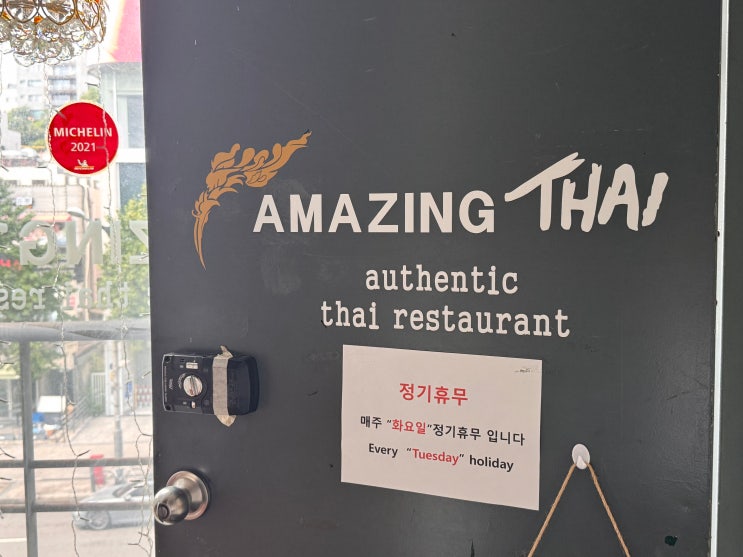 MICHELIN
2021
AMAZING THAI
authentic
thai restaurant
정기휴무
매주 "화요일"정기휴무 입니다
Every "Tuesday" holiday